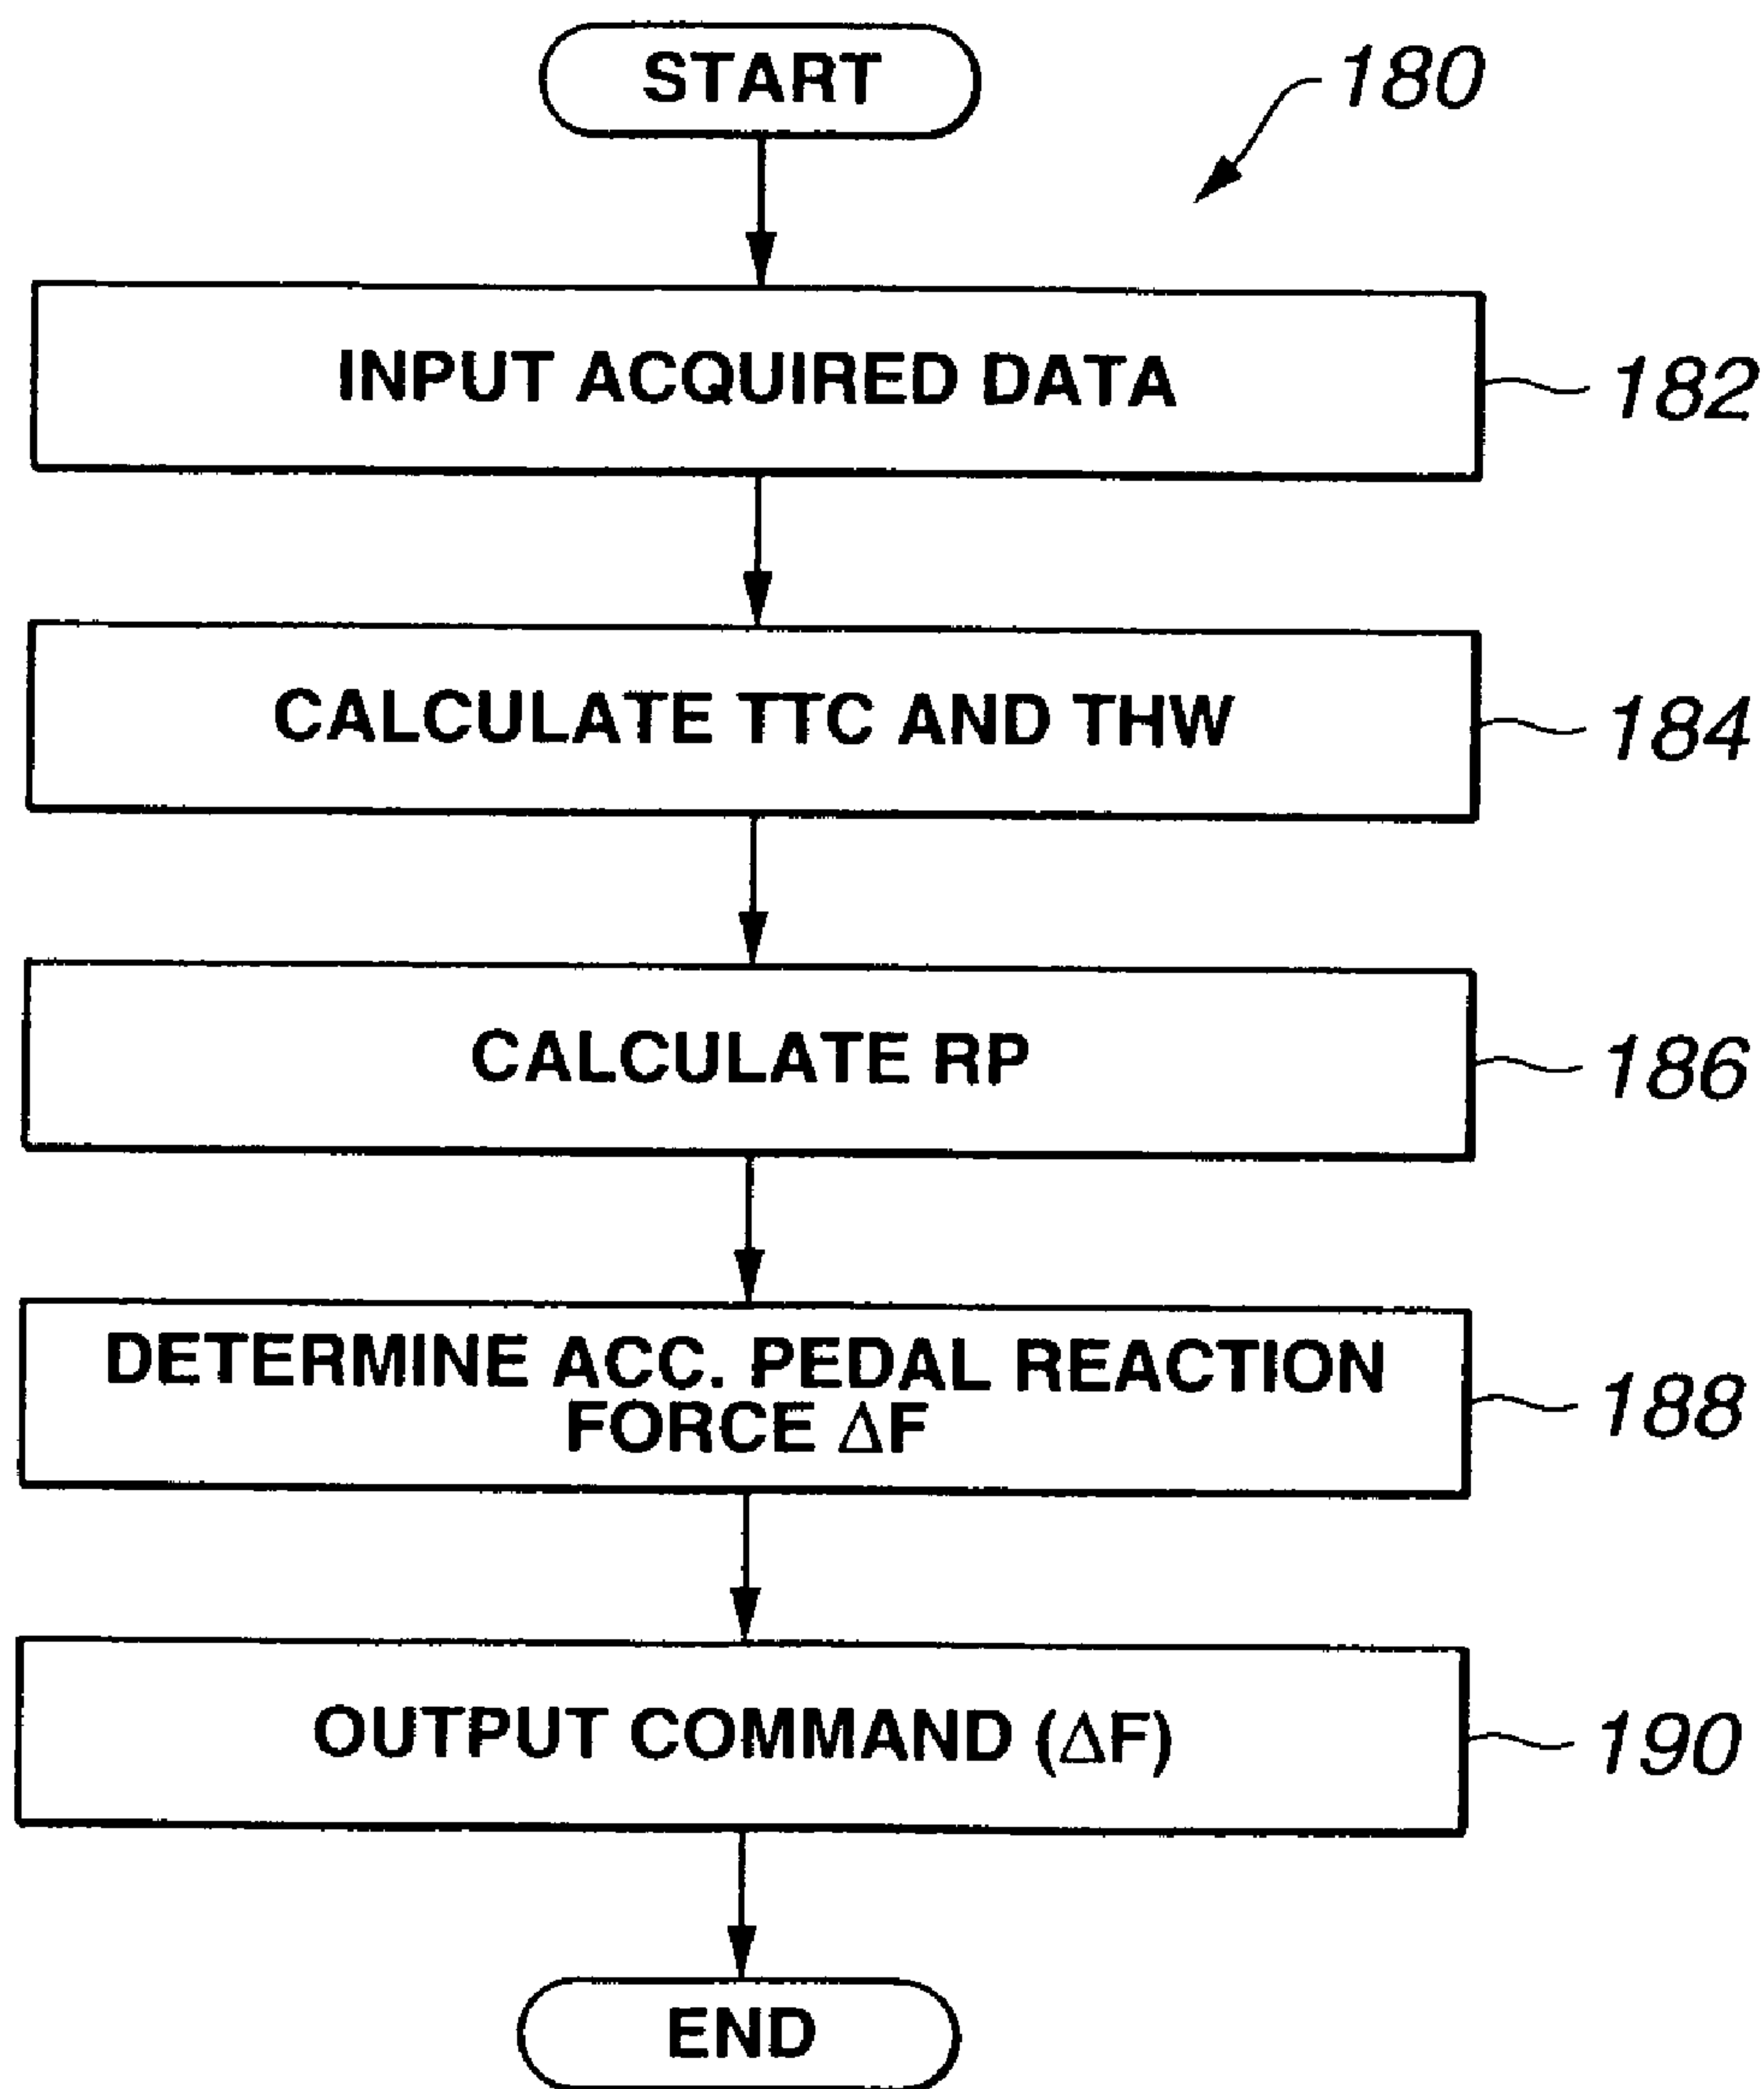 START
180
INPUT ACQUIRED DATA
182
CALCULATE TTC AND THW
184
CALCULATE RP
186
DETERMINE ACC. PEDAL REACTION
FORCE ΔF
188
OUTPUT COMMAND (ΔF)
190
END